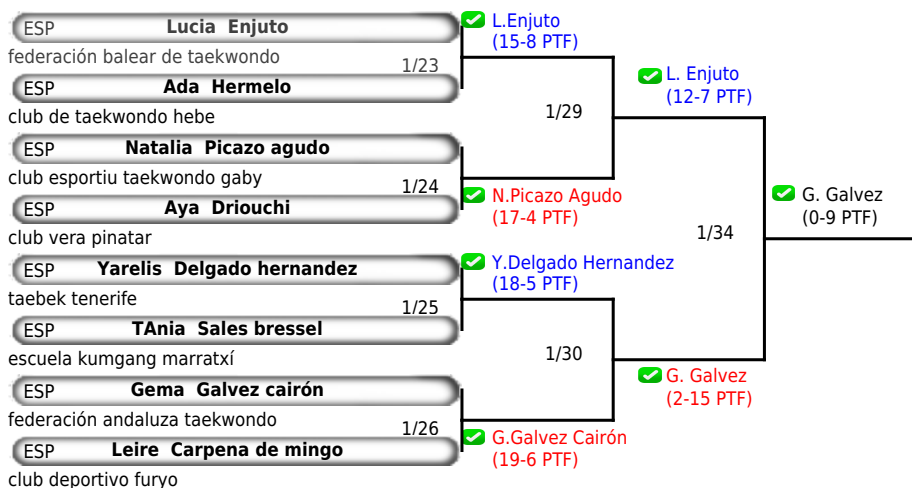 ESP Lucia Enjuto
federación balear de taekwondo
1/23
ESP Ada Hermelo
club de taekwondo hebe
ESP Natalia Picazo agudo
club esportiu taekwondo gaby
1/24
ESP Aya Driouchi
club vera pinatar
ESP Yarelis Delgado hernandez
taebek tenerife
1/25
ESP TAnia Sales bressel
escuela kumgang marratxí
ESP Gema Galvez cairón
federación andaluza taekwondo
1/26
ESP Leire Carpena de mingo
club deportivo furyo
L.Enjuto
(15-8 PTF)
1/29
N.Picazo Agudo
(17-4 PTF)
Y.Delgado Hernandez
(18-5 PTF)
1/30
G.Galvez Cairón
(19-6 PTF)
L. Enjuto
(12-7 PTF)
1/34
G. Galvez
(2-15 PTF)
G. Galvez
(0-9 PTF)